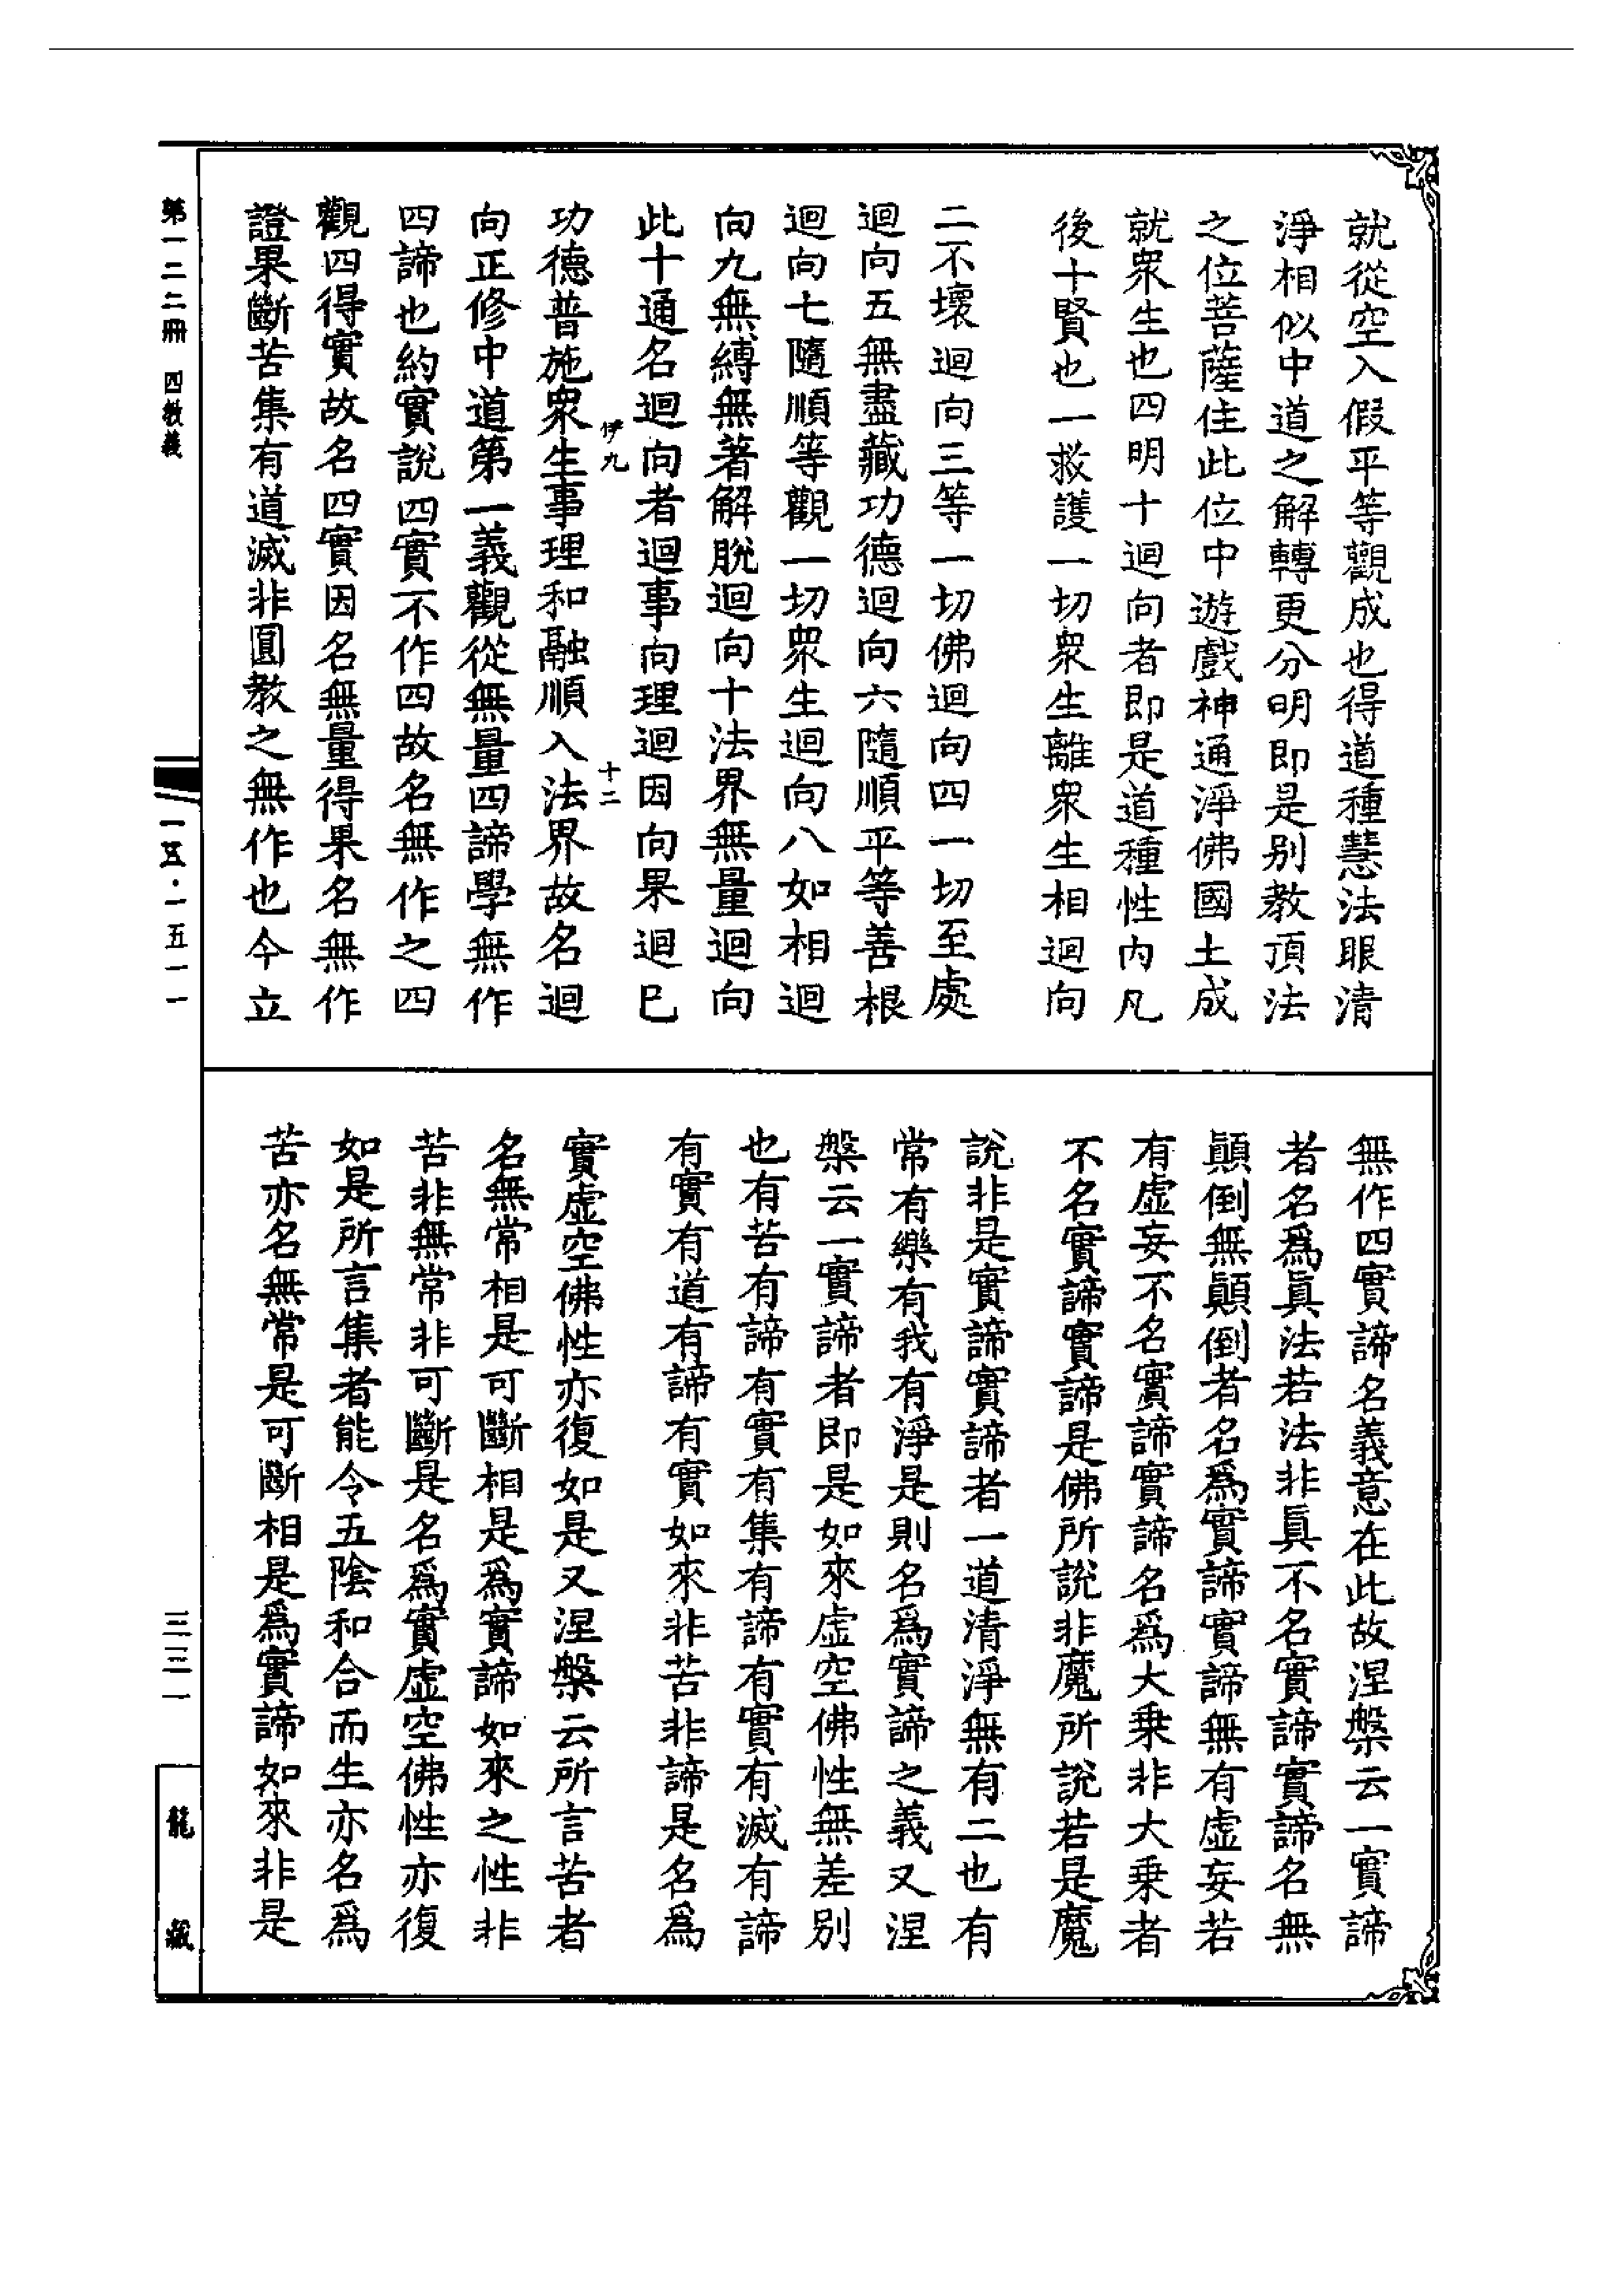 就從空入假平等觀成也得道種慧法眼清
淨相似中道之解轉更分明即是别教頂法
之位菩薩住此位中遊戲神通淨佛國土成
就衆生也四明十迴向者即是道種性内凡
後十賢也一救護一切衆生離衆生相迴向
二不壞迴向三等一切佛迴向四一切至處
迴向五無盡藏功德迴向六隨順平等善根
迴向七隨順等觀一切衆生迴向八如相迴
向九無縛無著解脫迴向十法界無量迴向
此十通名迴向者迴事向理迴因向果迴巳
伊九
十二
功德普施衆生事理和融順入法界故名迴
向正修中道第一義觀從無量四諦學無作
四諦也約實說四實不作四故名無作之四
觀四得實故名四實因名無量得果名無作
證果斷苦集有道滅非圓教之無作也今立
無作四實諦名義意在此故涅槃云一實諦
者名爲眞法若法非眞不名實諦實諦名無
顛倒無顛倒者名爲實諦實諦無有虚妄若
有虚妄不名實諦實諦名爲大乗非大乗者
不名實諦實諦是佛所說非魔所說若是魔
說非是實諦實諦者一道清淨無有二也有
常有樂有我有淨是則名爲實諦之義又涅
槃云一實諦者即是如來虚空佛性無差别
也有苦有諦有實有集有諦有實有滅有諦
有實有道有諦有實如來非苦非諦是名爲
實虚空佛性亦復如是又涅槃云所言苦者
名無常相是可斷相是爲實諦如來之性非
苦非無常非可斷是名爲實虚空佛性亦復
如是所言集者能令五陰和合而生亦名爲
苦亦名無常是可斷相是爲實諦如來非是
第一二二冊 四教義
一五·一五一一
三三一
龍藏